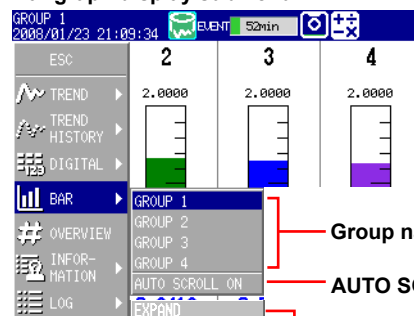 GROUP 1
2008/01/23 21:09:34 EVENT 52min
ESC
2 3 4
2.0000 2.0000 2.0000
TREND
TREND HISTORY
DIGITAL
BAR
OVERVIEW
INFOR-
MATION
LOG
GROUP 1
GROUP 2
GROUP 3
GROUP 4
AUTO SCROLL ON
EXPAND
Group n
AUTO SC